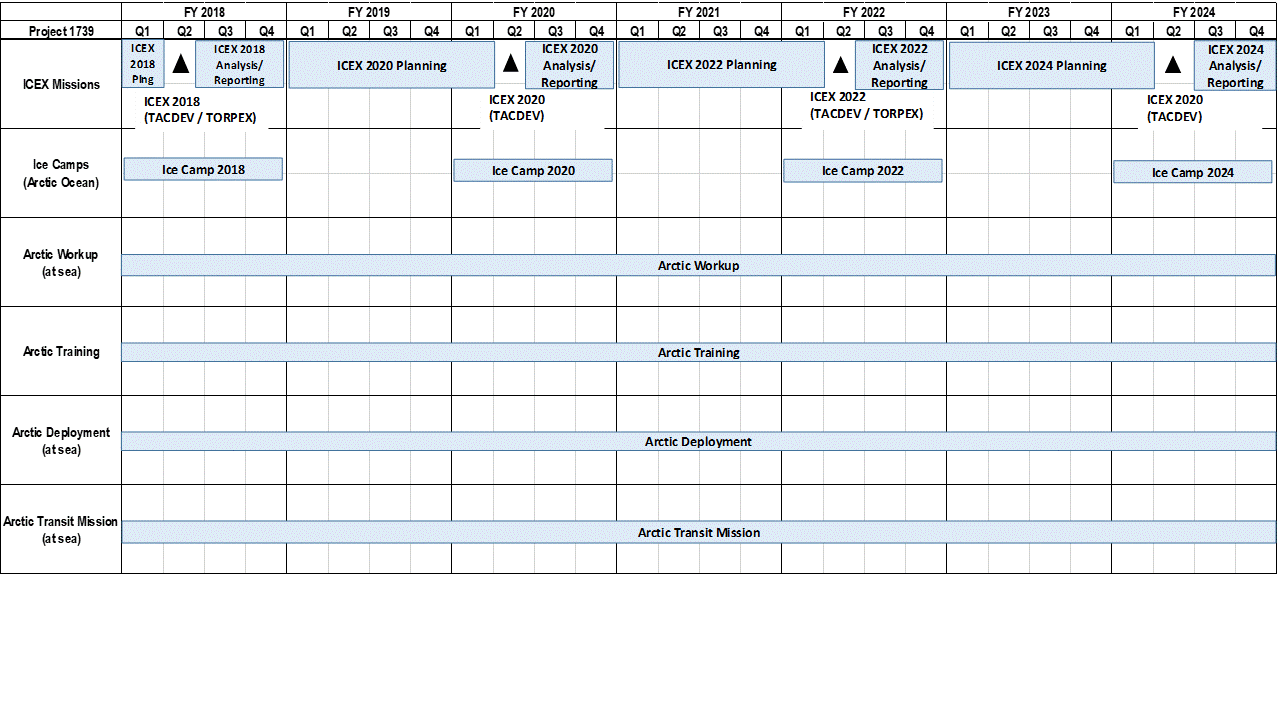 FY 2018 FY 2019 FY 2020 FY 2021 FY 2022 FY 2023 FY 2024
Project 1739 Q1 Q2 Q3 Q4 Q1 Q2 Q3 Q4 Q1 Q2 Q3 Q4 Q1 Q2 Q3 Q4 Q1 Q2 Q3 Q4 Q1 Q2 Q3 Q4 Q1 Q2 Q3 Q4
ICEX Missions
ICEX
2018
Plng
ICEX 2018
Analysis/
Reporting
ICEX 2020 Planning
ICEX 2020
Analysis/
Reporting
ICEX 2022 Planning
ICEX 2022
Analysis/
Reporting
ICEX 2024 Planning
ICEX 2024
Analysis/
Reporting
ICEX 2018
(TACDEV / TORPEX)
ICEX 2020
(TACDEV)
ICEX 2022
(TACDEV / TORPEX)
ICEX 2020
(TACDEV)
Ice Camps
(Arctic Ocean)
Ice Camp 2018
Ice Camp 2020
Ice Camp 2022
Ice Camp 2024
Arctic Workup
(at sea)
Arctic Workup
Arctic Training
Arctic Training
Arctic Deployment
(at sea)
Arctic Deployment
Arctic Transit Mission
(at sea)
Arctic Transit Mission